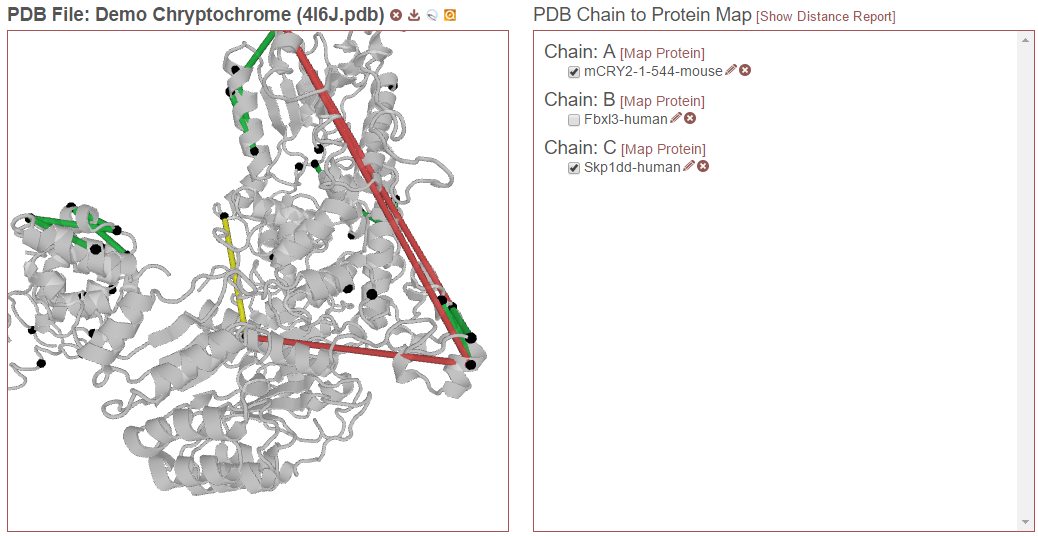 PDB File: Demo Chryptochrome (4I6J.pdb)
PDB Chain to Protein Map [Show Distance Report]
Chain: A [Map Protein]
mCRY2-1-544-mouse
Chain: B [Map Protein]
Fbxl3-human
Chain: C [Map Protein]
Skp1dd-human